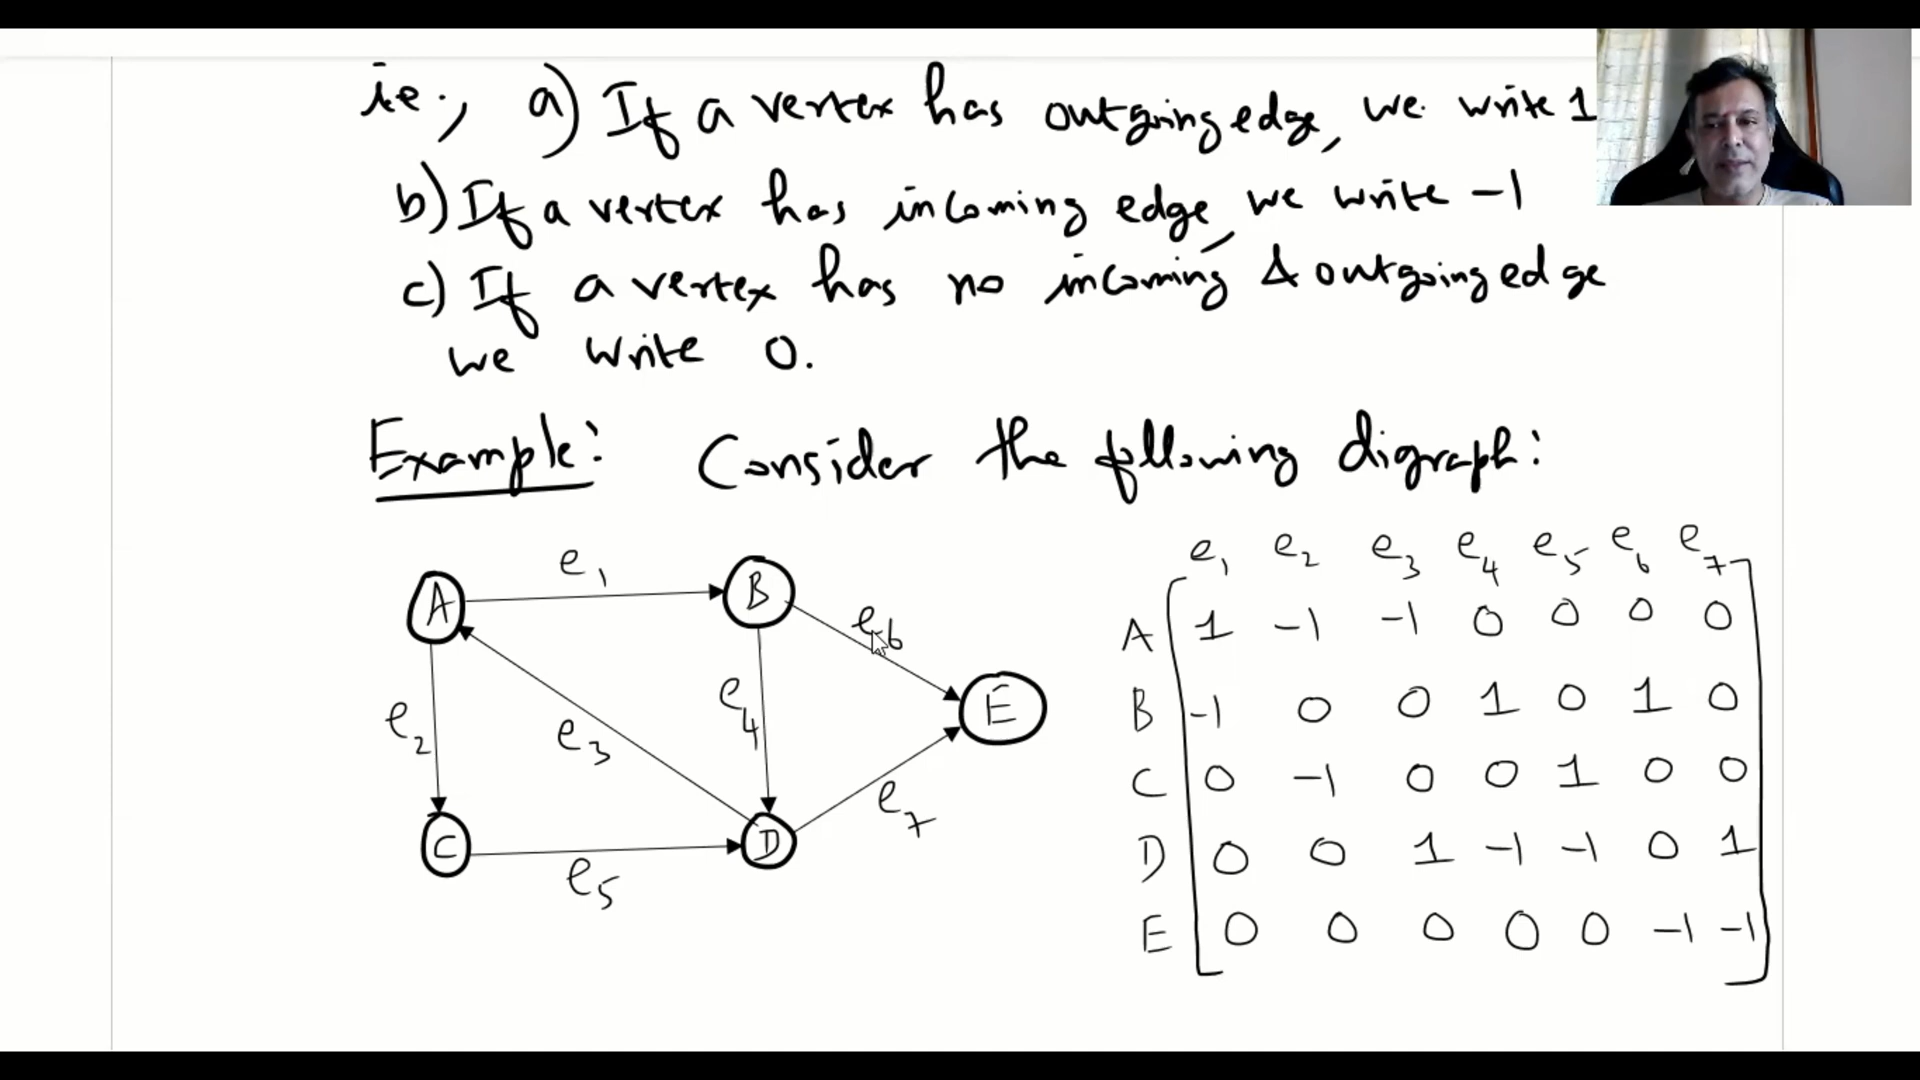 ie., a) If a vertex has outgoing edge, we write 1
b) If a vertex has incoming edge, we write -1
c) If a vertex has no incoming & outgoing edge
we write 0.
Example: Consider the following digraph:
e1
A
B
e6
e2
e3
e4
E
e7
C
D
e5
e1 e2 e3 e4 e5 e6 e7
A 1 -1 -1 0 0 0 0
B -1 0 0 1 0 1 0
C 0 -1 0 0 1 0 0
D 0 0 1 -1 -1 0 1
E 0 0 0 0 0 -1 -1